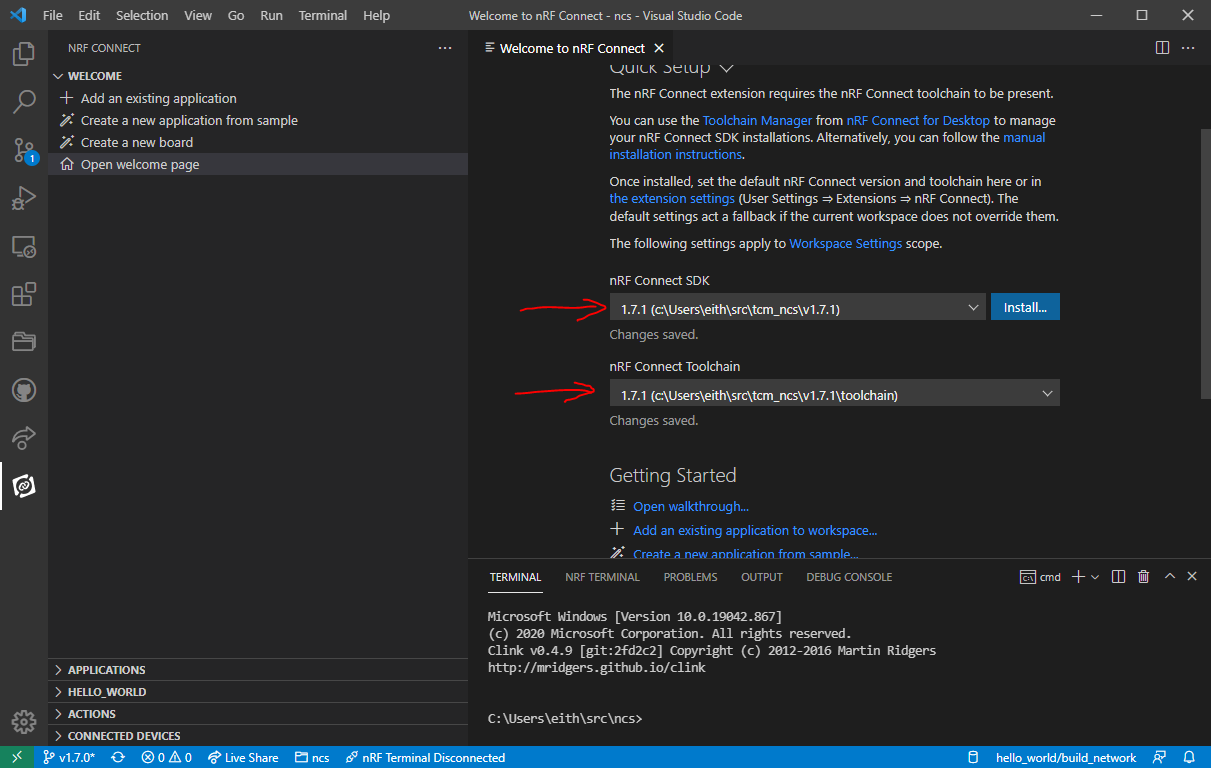 File Edit Selection View Go Run Terminal Help
Welcome to nRF Connect - ncs - Visual Studio Code
NRF CONNECT
WELCOME
Add an existing application
Create a new application from sample
Create a new board
Open welcome page
1
APPLICATIONS
HELLO_WORLD
ACTIONS
CONNECTED DEVICES
Welcome to nRF Connect
Quick Setup
The nRF Connect extension requires the nRF Connect toolchain to be present.
You can use the Toolchain Manager from nRF Connect for Desktop to manage
your nRF Connect SDK installations. Alternatively, you can follow the manual
installation instructions.
Once installed, set the default nRF Connect version and toolchain here or in
the extension settings (User Settings ⇒ Extensions ⇒ nRF Connect). The
default settings act a fallback if the current workspace does not override them.
The following settings apply to Workspace Settings scope.
nRF Connect SDK
1.7.1 (c:\Users\eith\src\tcm_ncs\v1.7.1)
Install...
Changes saved.
nRF Connect Toolchain
1.7.1 (c:\Users\eith\src\tcm_ncs\v1.7.1\toolchain)
Changes saved.
Getting Started
Open walkthrough...
Add an existing application to workspace...
Create a new application from sample...
TERMINAL NRF TERMINAL PROBLEMS OUTPUT DEBUG CONSOLE
cmd
Microsoft Windows [Version 10.0.19042.867]
(c) 2020 Microsoft Corporation. All rights reserved.
Clink v0.4.9 [git:2fd2c2] Copyright (c) 2012-2016 Martin Ridgers
http://mridgers.github.io/clink
C:\Users\eith\src\ncs>
v1.7.0* 0 0 Live Share ncs nRF Terminal Disconnected
hello_world/build_network